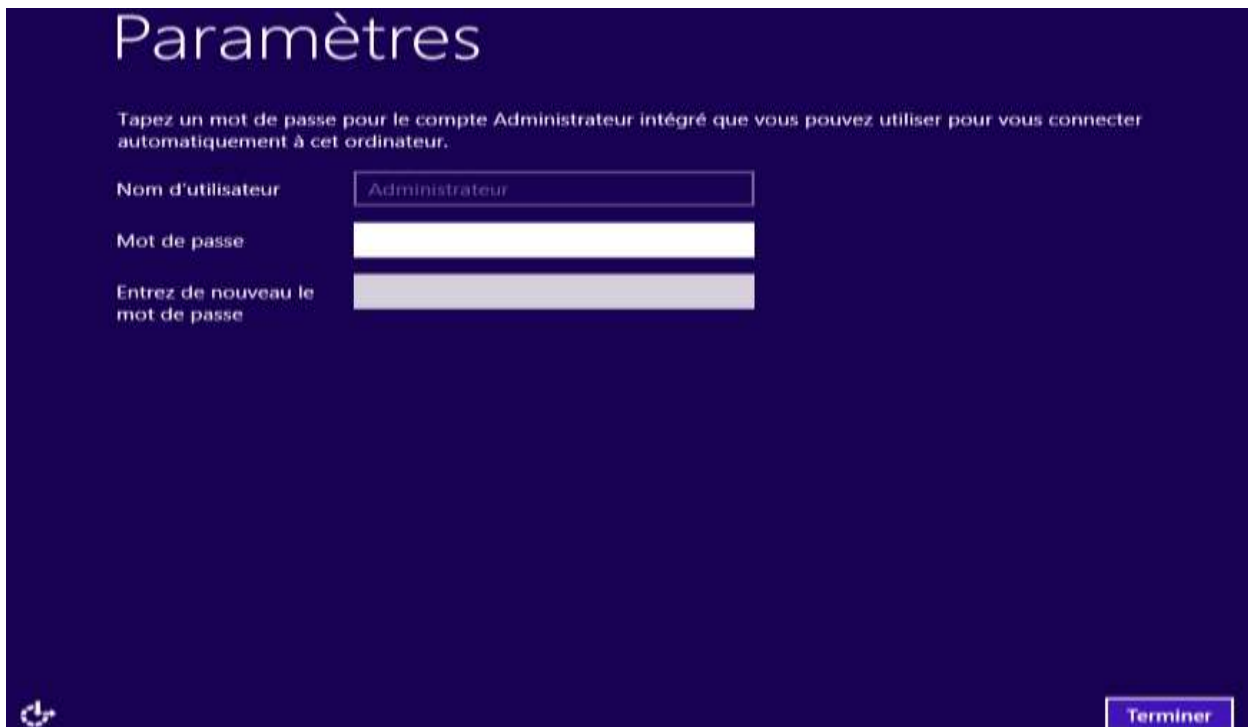 Paramètres
Tapez un mot de passe pour le compte Administrateur intégré que vous pouvez utiliser pour vous connecter
automatiquement à cet ordinateur.
Nom d'utilisateur
Administrateur
Mot de passe
Entrez de nouveau le
mot de passe
Terminer